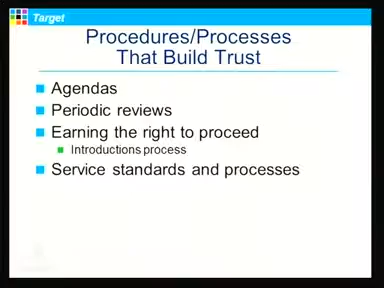 Target
Procedures/Processes
That Build Trust
Agendas
Periodic reviews
Earning the right to proceed
Introductions process
Service standards and processes